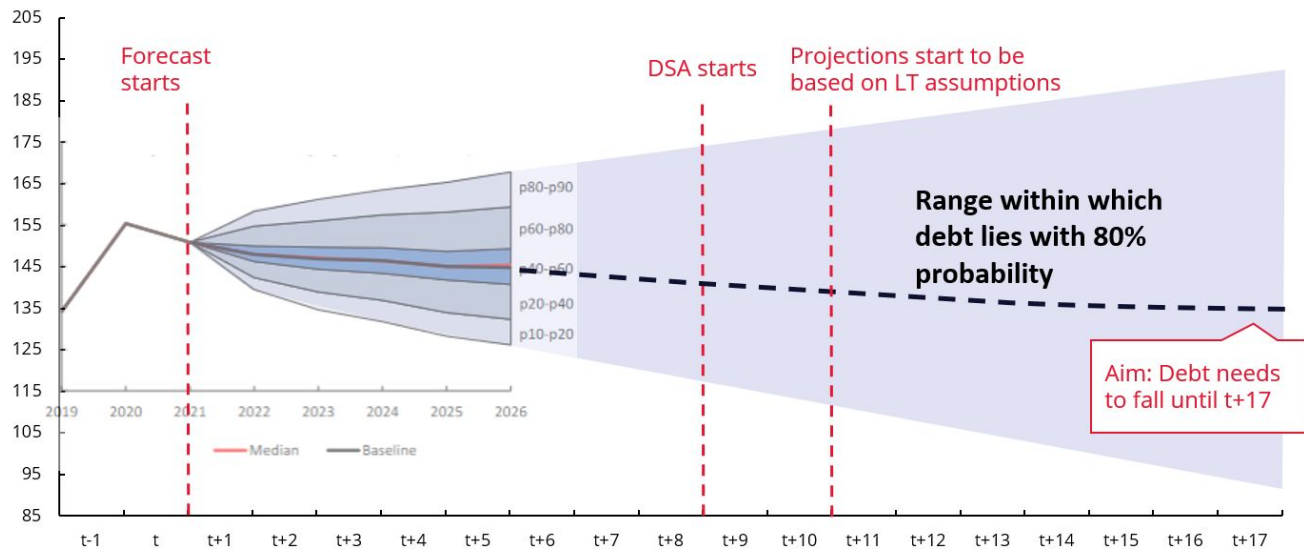 205
195
185
175
165
155
145
135
125
115
105
95
85
Forecast
starts
DSA starts
Projections start to be
based on LT assumptions
p80-p90
p60-p80
p40-p60
p20-p40
p10-p20
Range within which
debt lies with 80%
probability
Aim: Debt needs
to fall until t+17
2019 2020 2021 2022 2023 2024 2025 2026
Median Baseline
t-1 t t+1 t+2 t+3 t+4 t+5 t+6 t+7 t+8 t+9 t+10 t+11 t+12 t+13 t+14 t+15 t+16 t+17